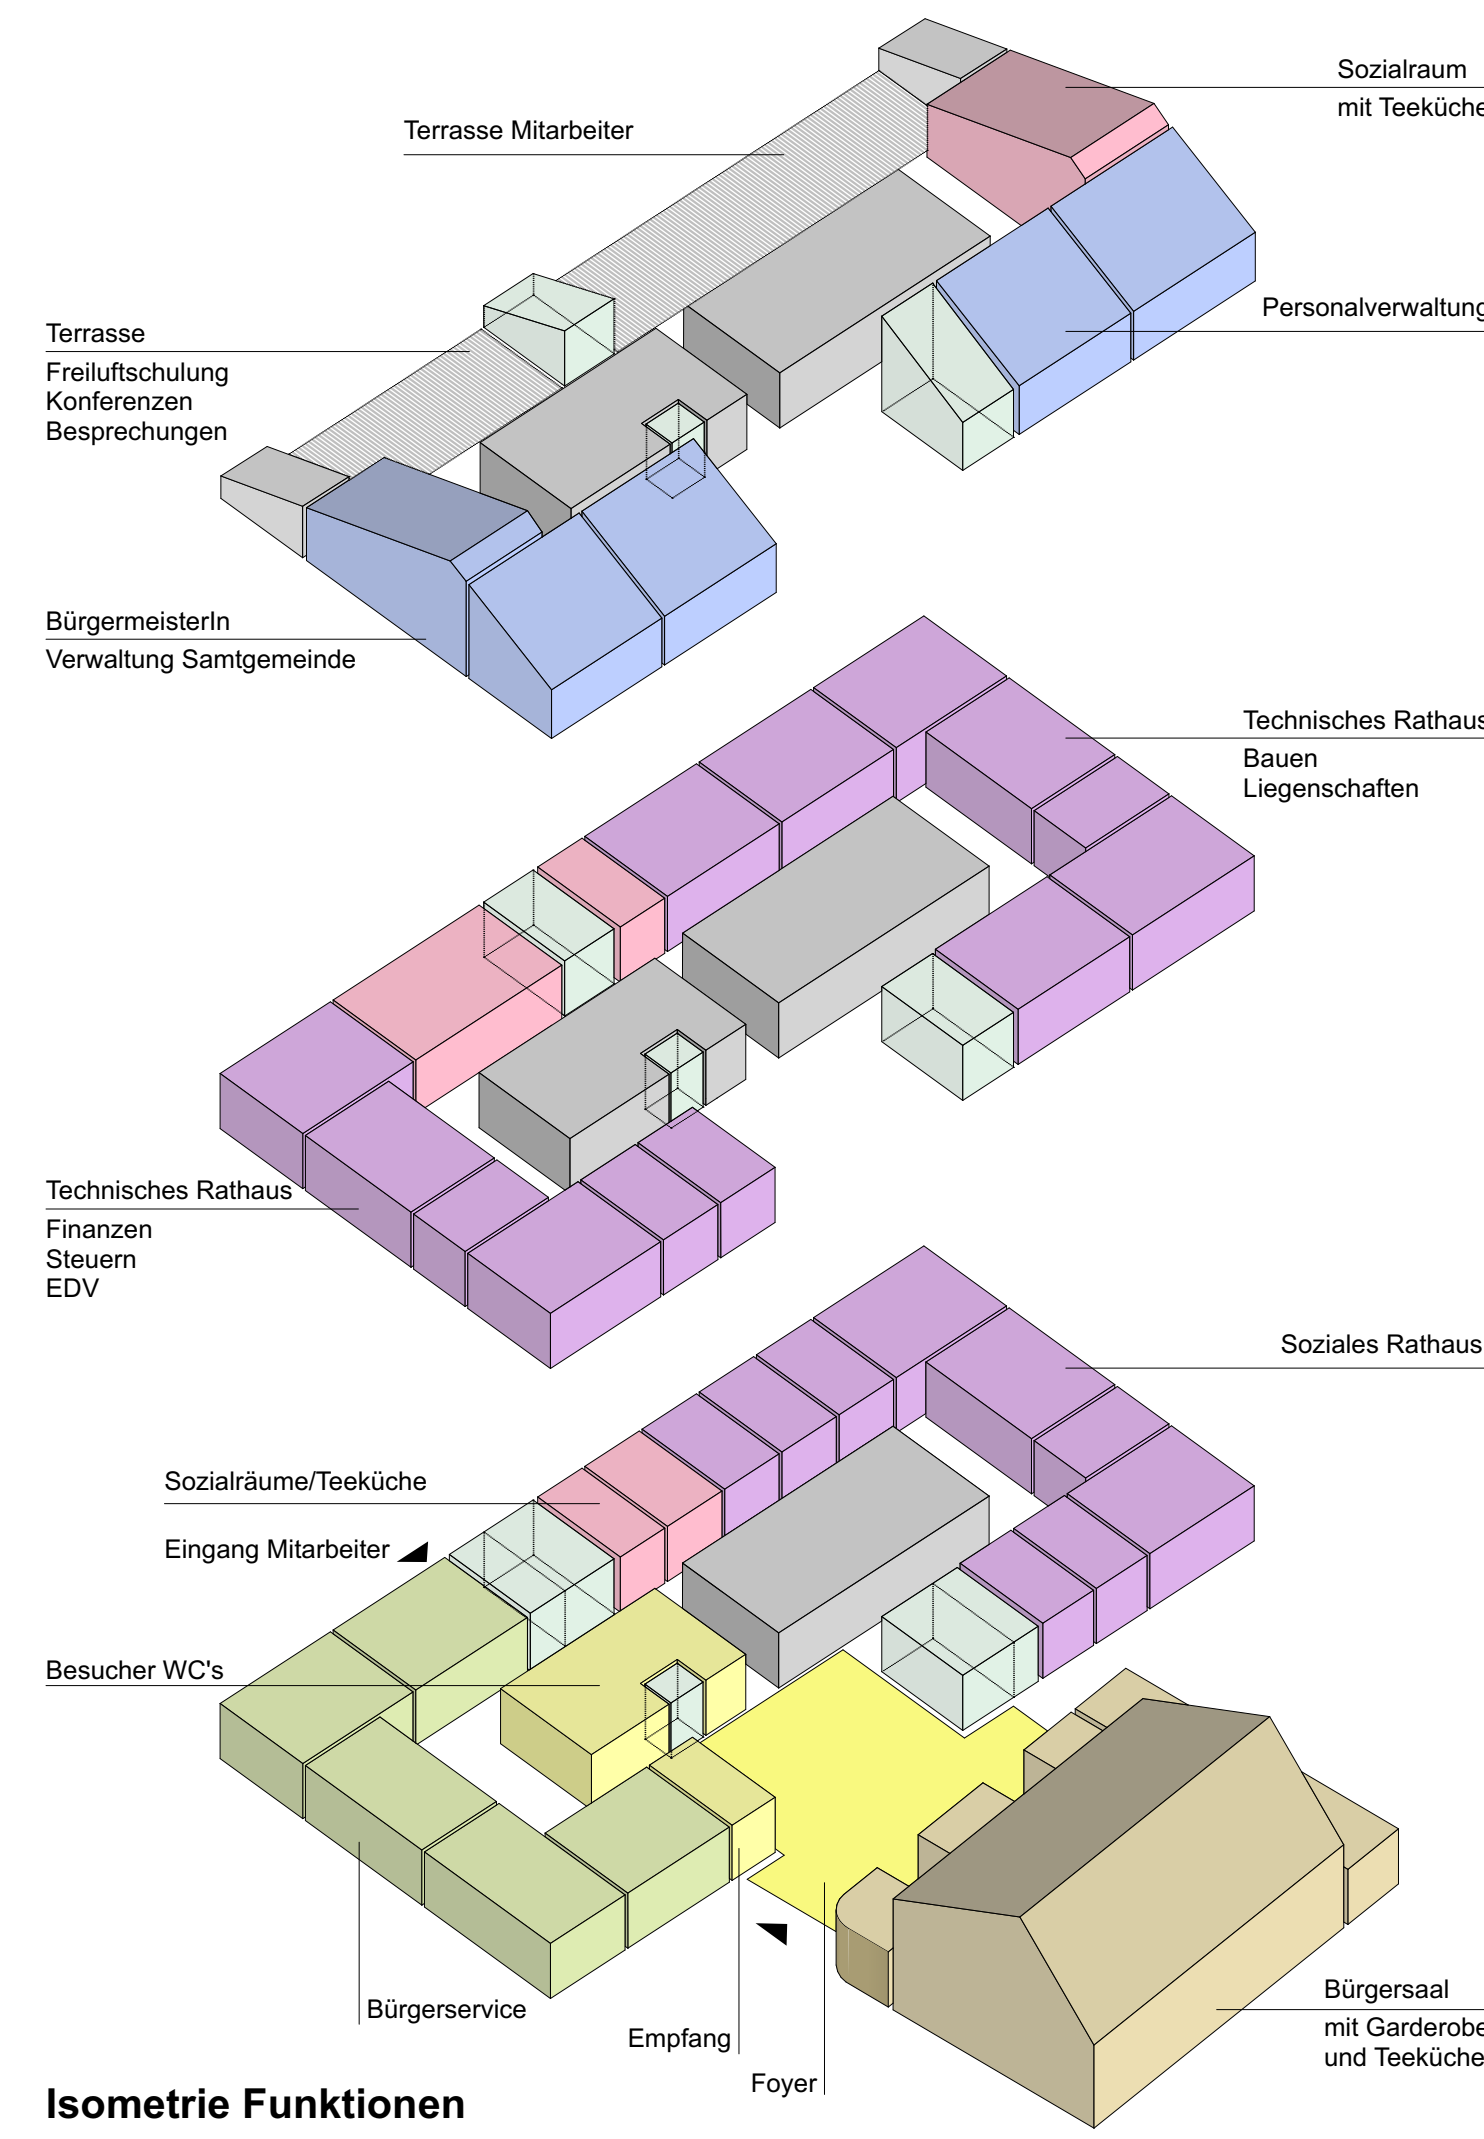 Sozialraum
mit Teeküche
Terrasse Mitarbeiter
Personalverwaltung
Terrasse
Freiluftschulung
Konferenzen
Besprechungen
BürgermeisterIn
Verwaltung Samtgemeinde
Technisches Rathaus
Bauen
Liegenschaften
Technisches Rathaus
Finanzen
Steuern
EDV
Soziales Rathaus
Sozialräume/Teeküche
Eingang Mitarbeiter
Besucher WC's
Bürgerservice
Empfang
Foyer
Bürgersaal
mit Garderobe
und Teeküche
Isometrie Funktionen